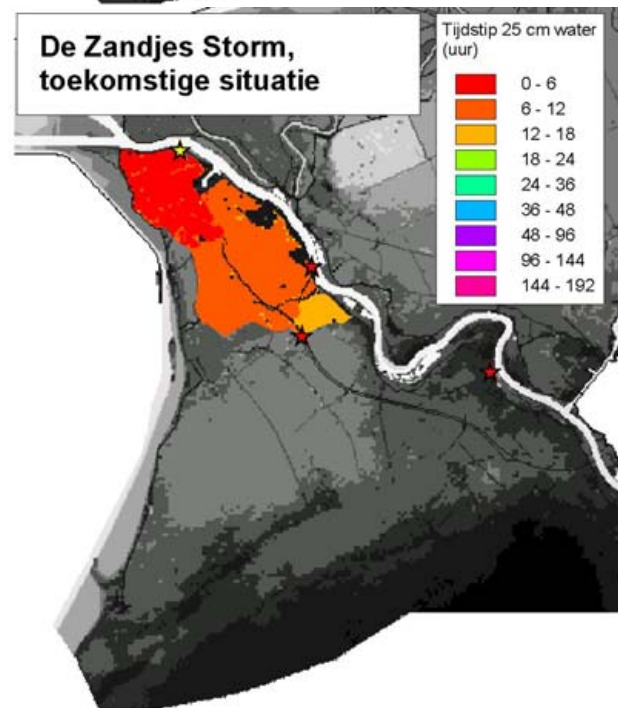 De Zandjes Storm,
toekomstige situatie
Tijdstip 25 cm water
(uur)
0 - 6
6 - 12
12 - 18
18 - 24
24 - 36
36 - 48
48 - 96
96 - 144
144 - 192